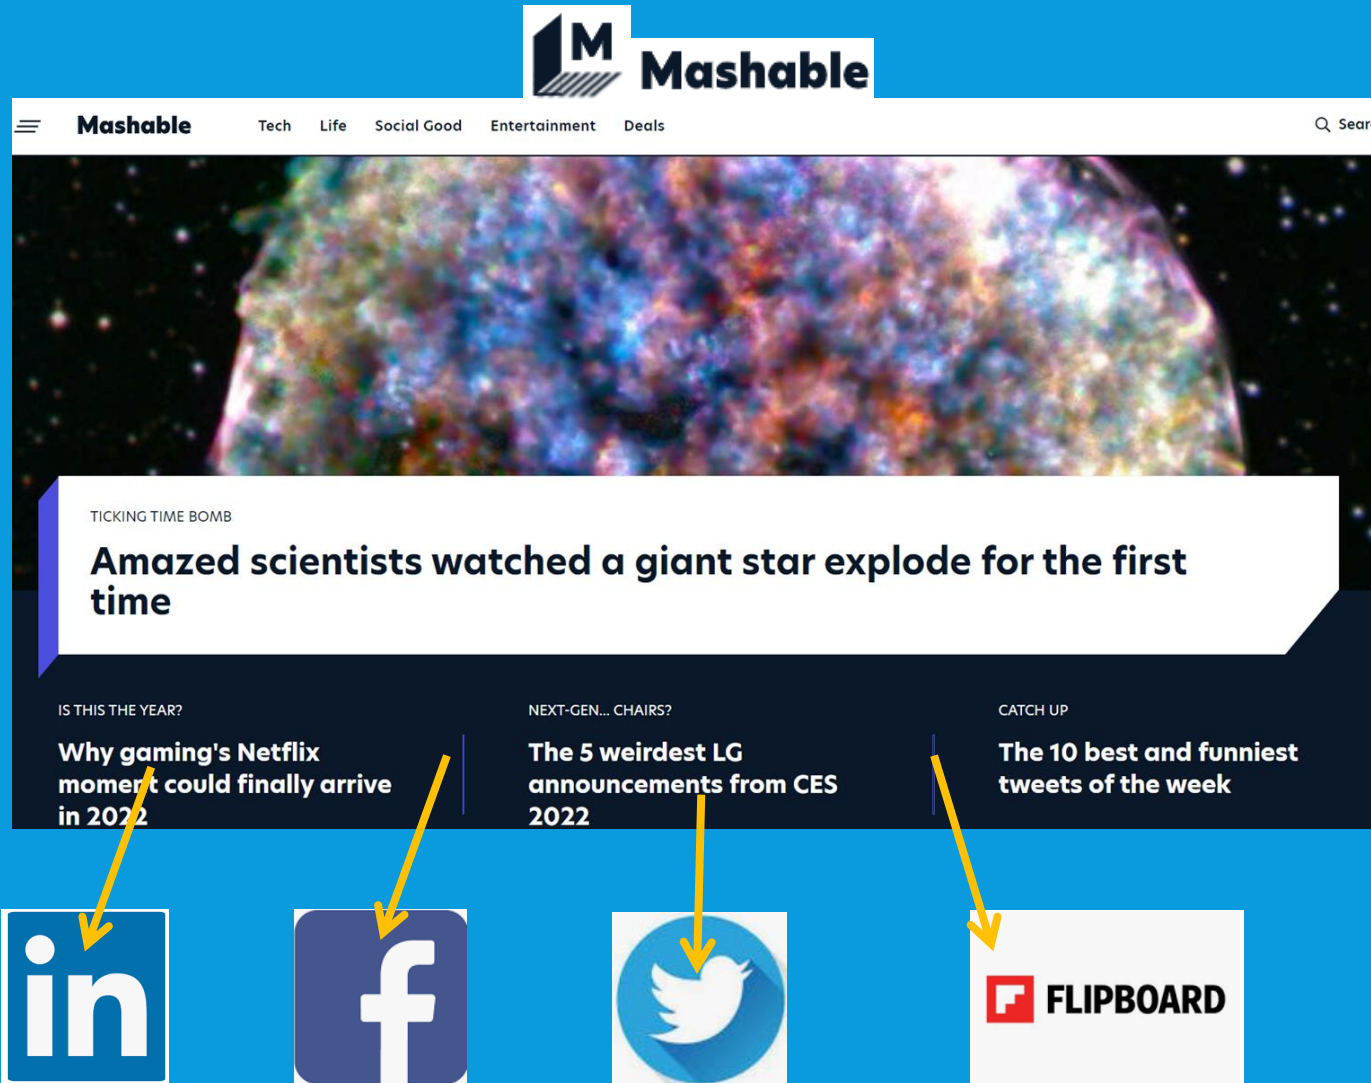 M
Mashable
Mashable
Tech Life Social Good Entertainment Deals
Sear
TICKING TIME BOMB
Amazed scientists watched a giant star explode for the first
time
IS THIS THE YEAR?
Why gaming's Netflix
moment could finally arrive
in 2022
NEXT-GEN... CHAIRS?
The 5 weirdest LG
announcements from CES
2022
CATCH UP
The 10 best and funniest
tweets of the week
in
f
FLIPBOARD